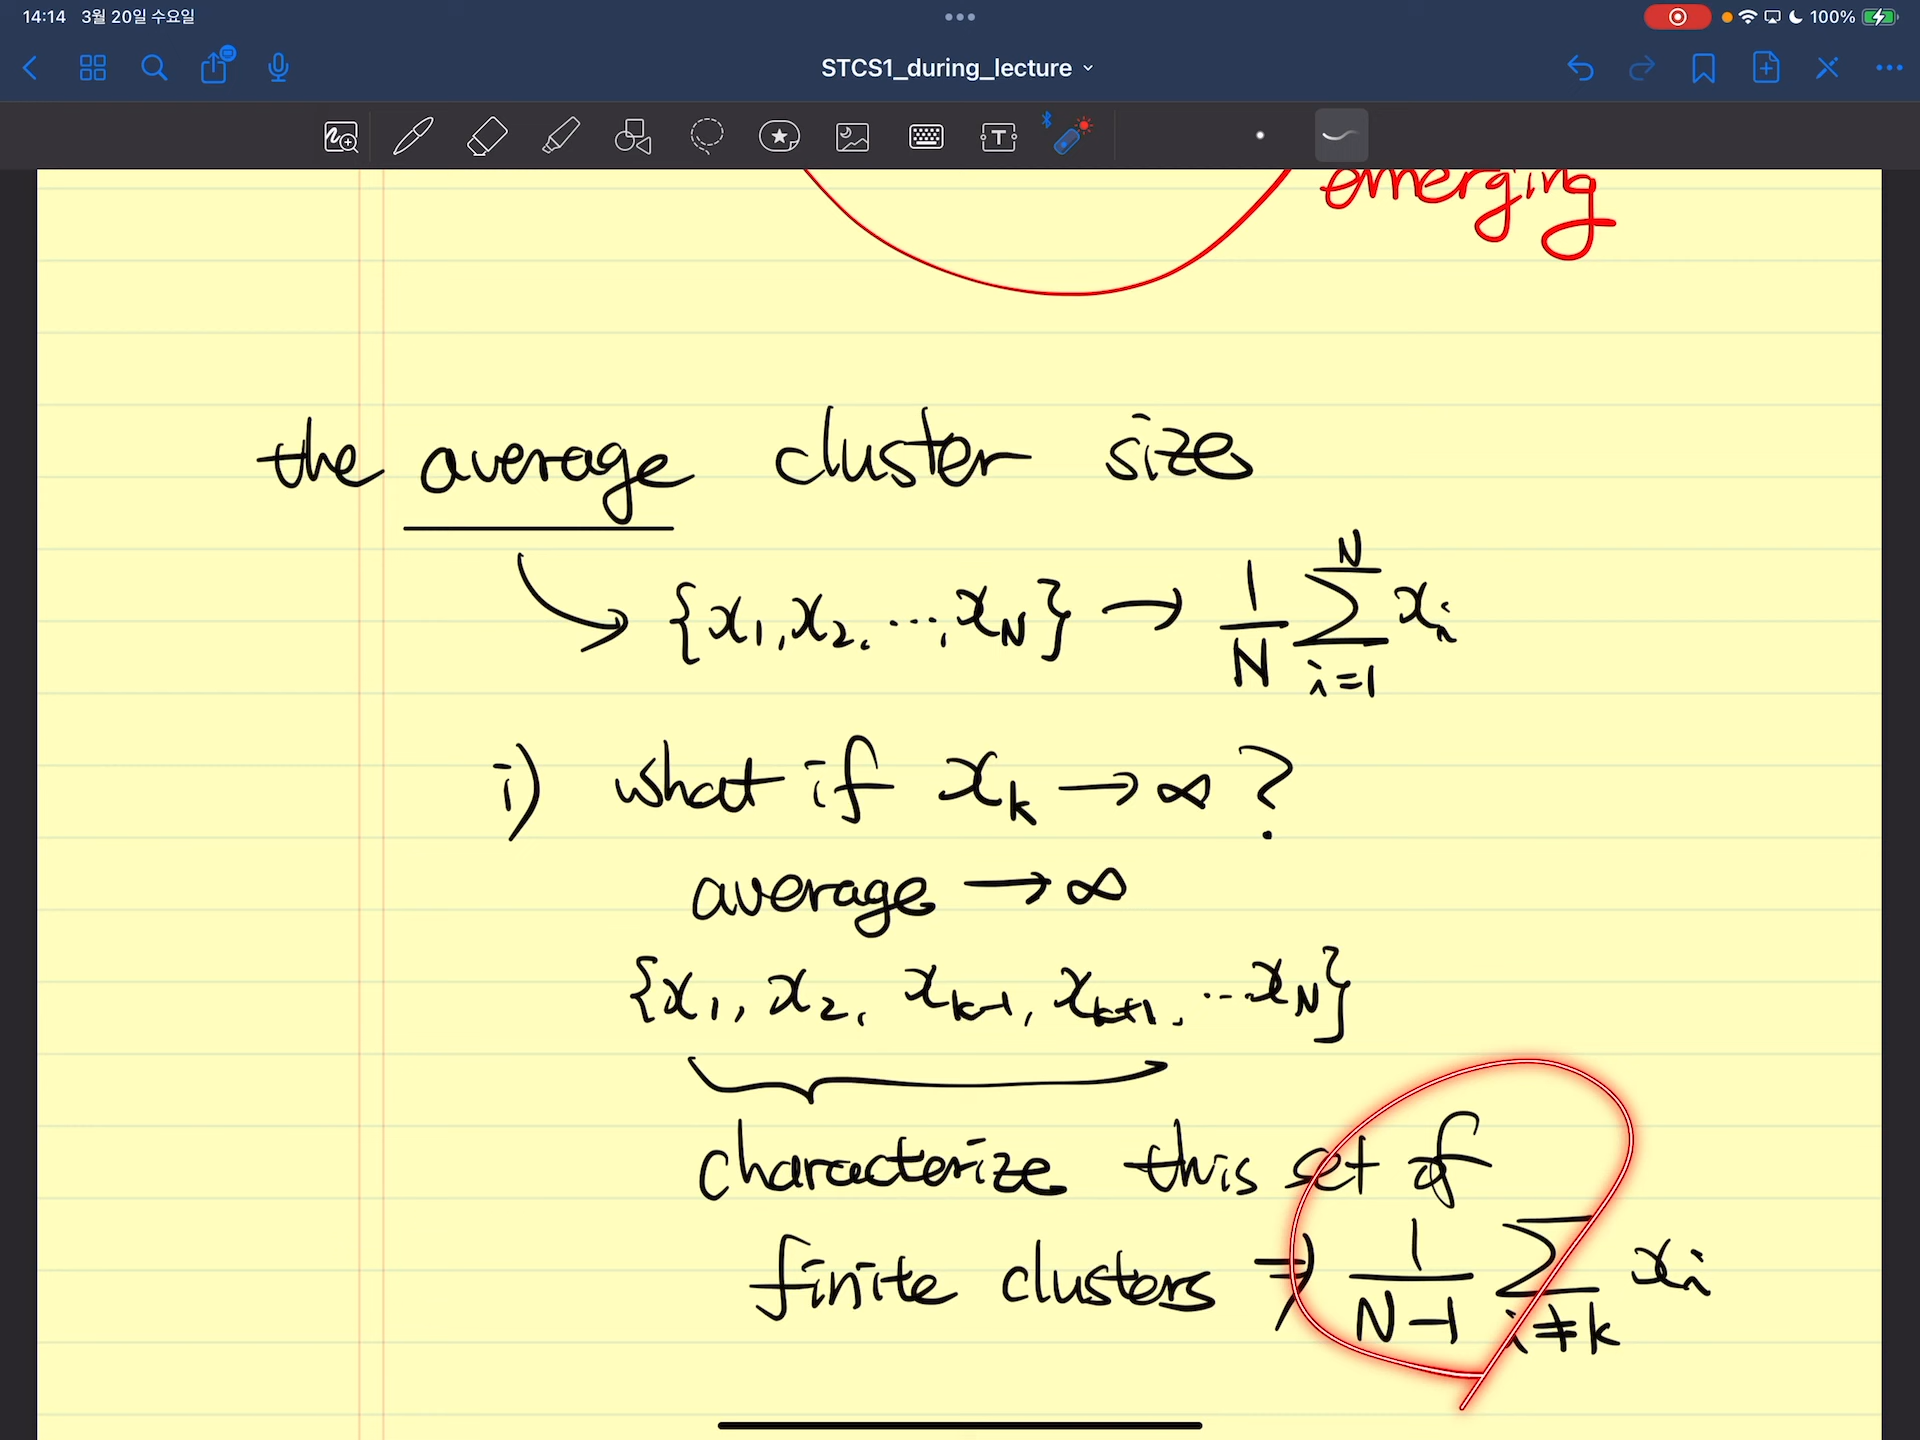 14:14 3월 20일 수요일 100%
STCS1_during_lecture
T
emerging
the average cluster size
{x₁, x₂, ⋯, x_N} → 1/N ∑_{i=1}^{N} x_i
i) what if x_k → ∞ ?
average → ∞
{x₁, x₂, x_{k-1}, x_{k+1}, ⋯ x_N}
characterize this set of
finite clusters ⇒ 1/(N-1) ∑_{i≠k} x_i